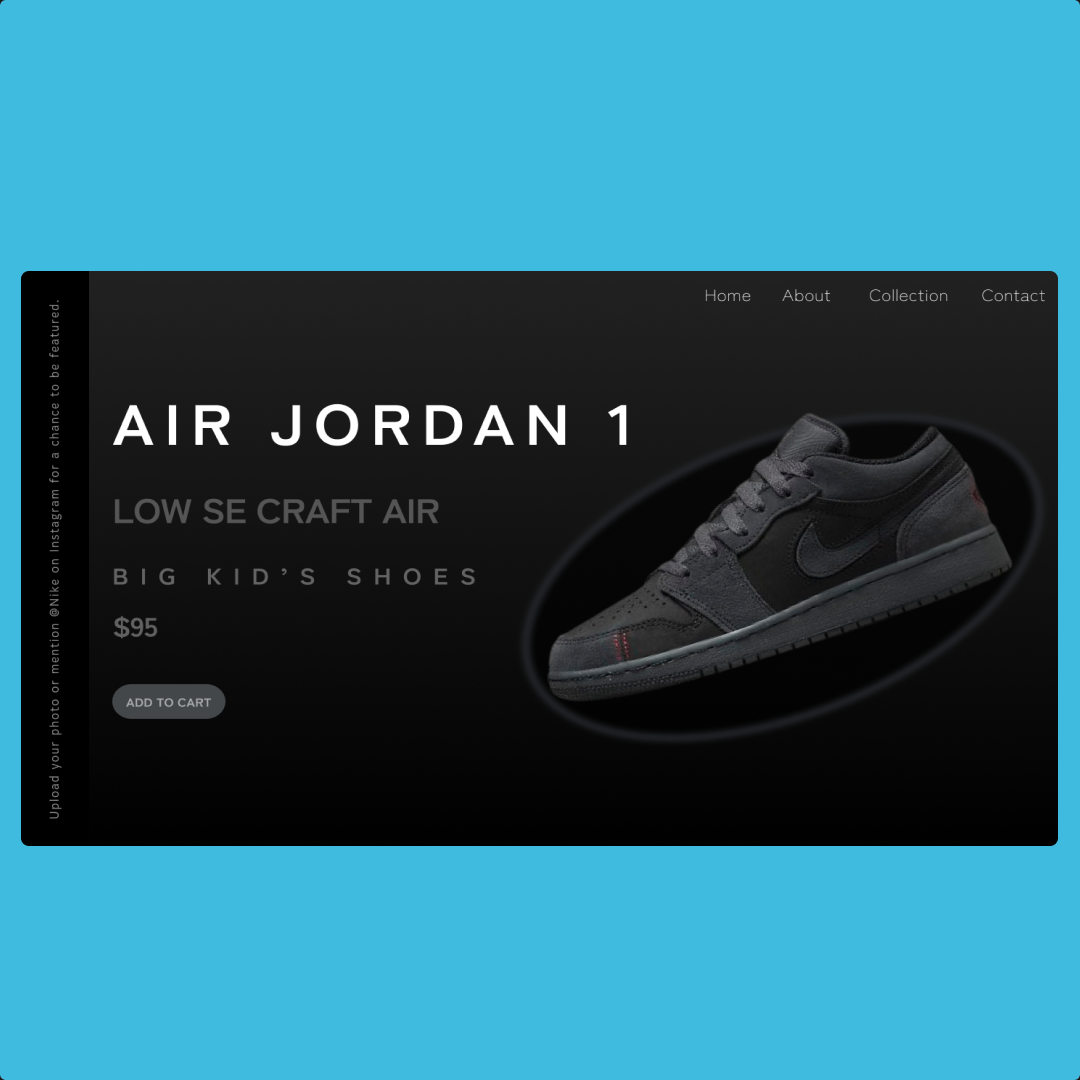 Home About Collection Contact
Upload your photo or mention @Nike on Instagram for a chance to be featured.
AIR JORDAN 1
LOW SE CRAFT AIR
BIG KID’S SHOES
$95
ADD TO CART